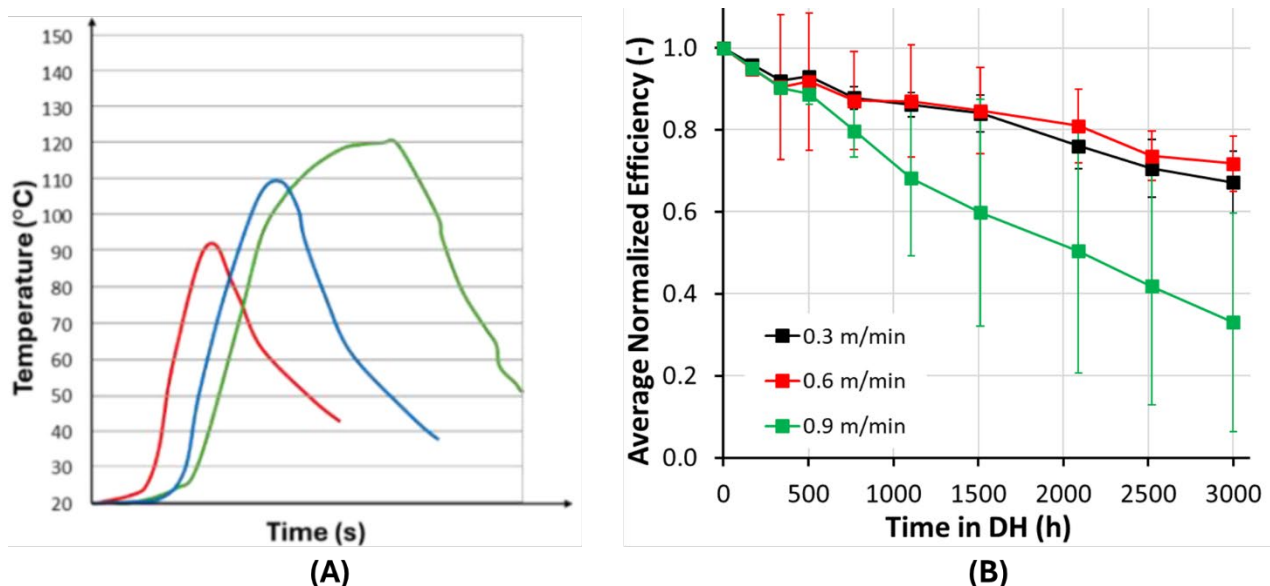 150
140
130
120
110
100
90
80
70
60
50
40
30
20
Temperature (°C)
Time (s)
(A)
1.0
0.8
0.6
0.4
0.2
0.0
Average Normalized Efficiency (-)
0.3 m/min
0.6 m/min
0.9 m/min
0 500 1000 1500 2000 2500 3000
Time in DH (h)
(B)